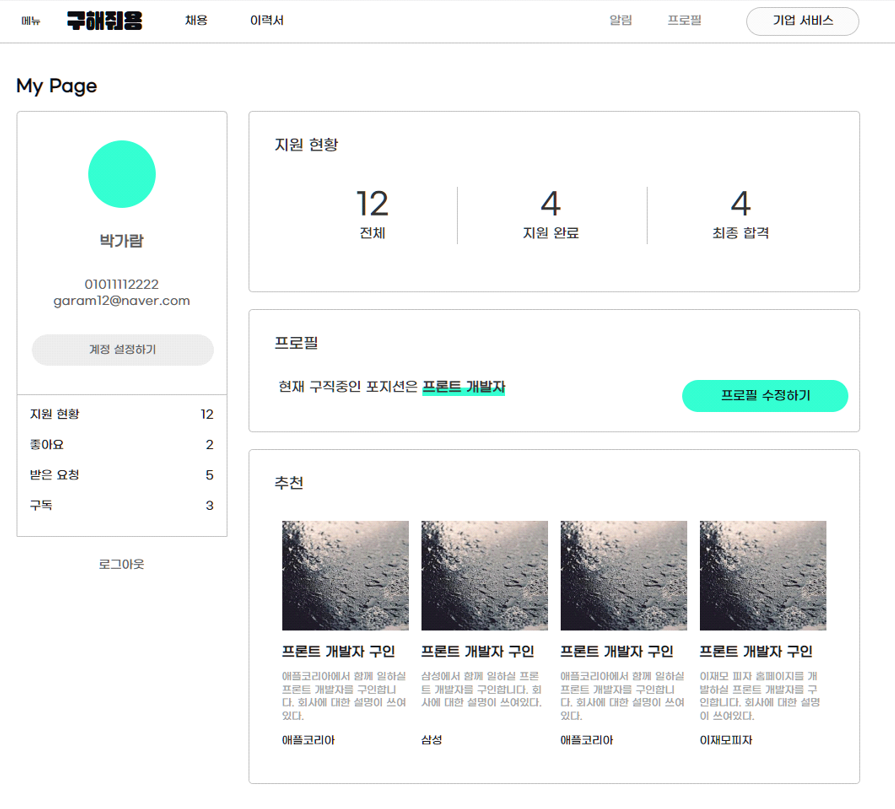 메뉴
구해줘용
채용
이력서
알림
프로필
기업 서비스
My Page
박가람
01011112222
garam12@naver.com
계정 설정하기
지원 현황 12
좋아요 2
받은 요청 5
구독 3
로그아웃
지원 현황
12
전체
4
지원 완료
4
최종 합격
프로필
현재 구직중인 포지션은 프론트 개발자
프로필 수정하기
추천
프론트 개발자 구인
애플코리아에서 함께 일하실
프론트 개발자를 구인합니
다. 회사에 대한 설명이 쓰여
있다.
애플코리아
프론트 개발자 구인
삼성에서 함께 일하실 프론
트 개발자를 구인합니다. 회
사에 대한 설명이 쓰여있다.
삼성
프론트 개발자 구인
애플코리아에서 함께 일하실
프론트 개발자를 구인합니
다. 회사에 대한 설명이 쓰여
있다.
애플코리아
프론트 개발자 구인
이재모 피자 홈페이지를 개
발하실 프론트 개발자를 구
인합니다. 회사에 대한 설명
이 쓰여있다.
이재모피자